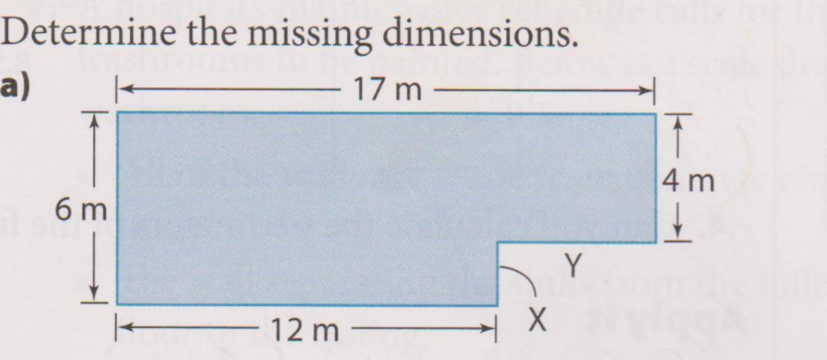 Determine the missing dimensions.
a)
17 m
6 m
4 m
Y
12 m
X